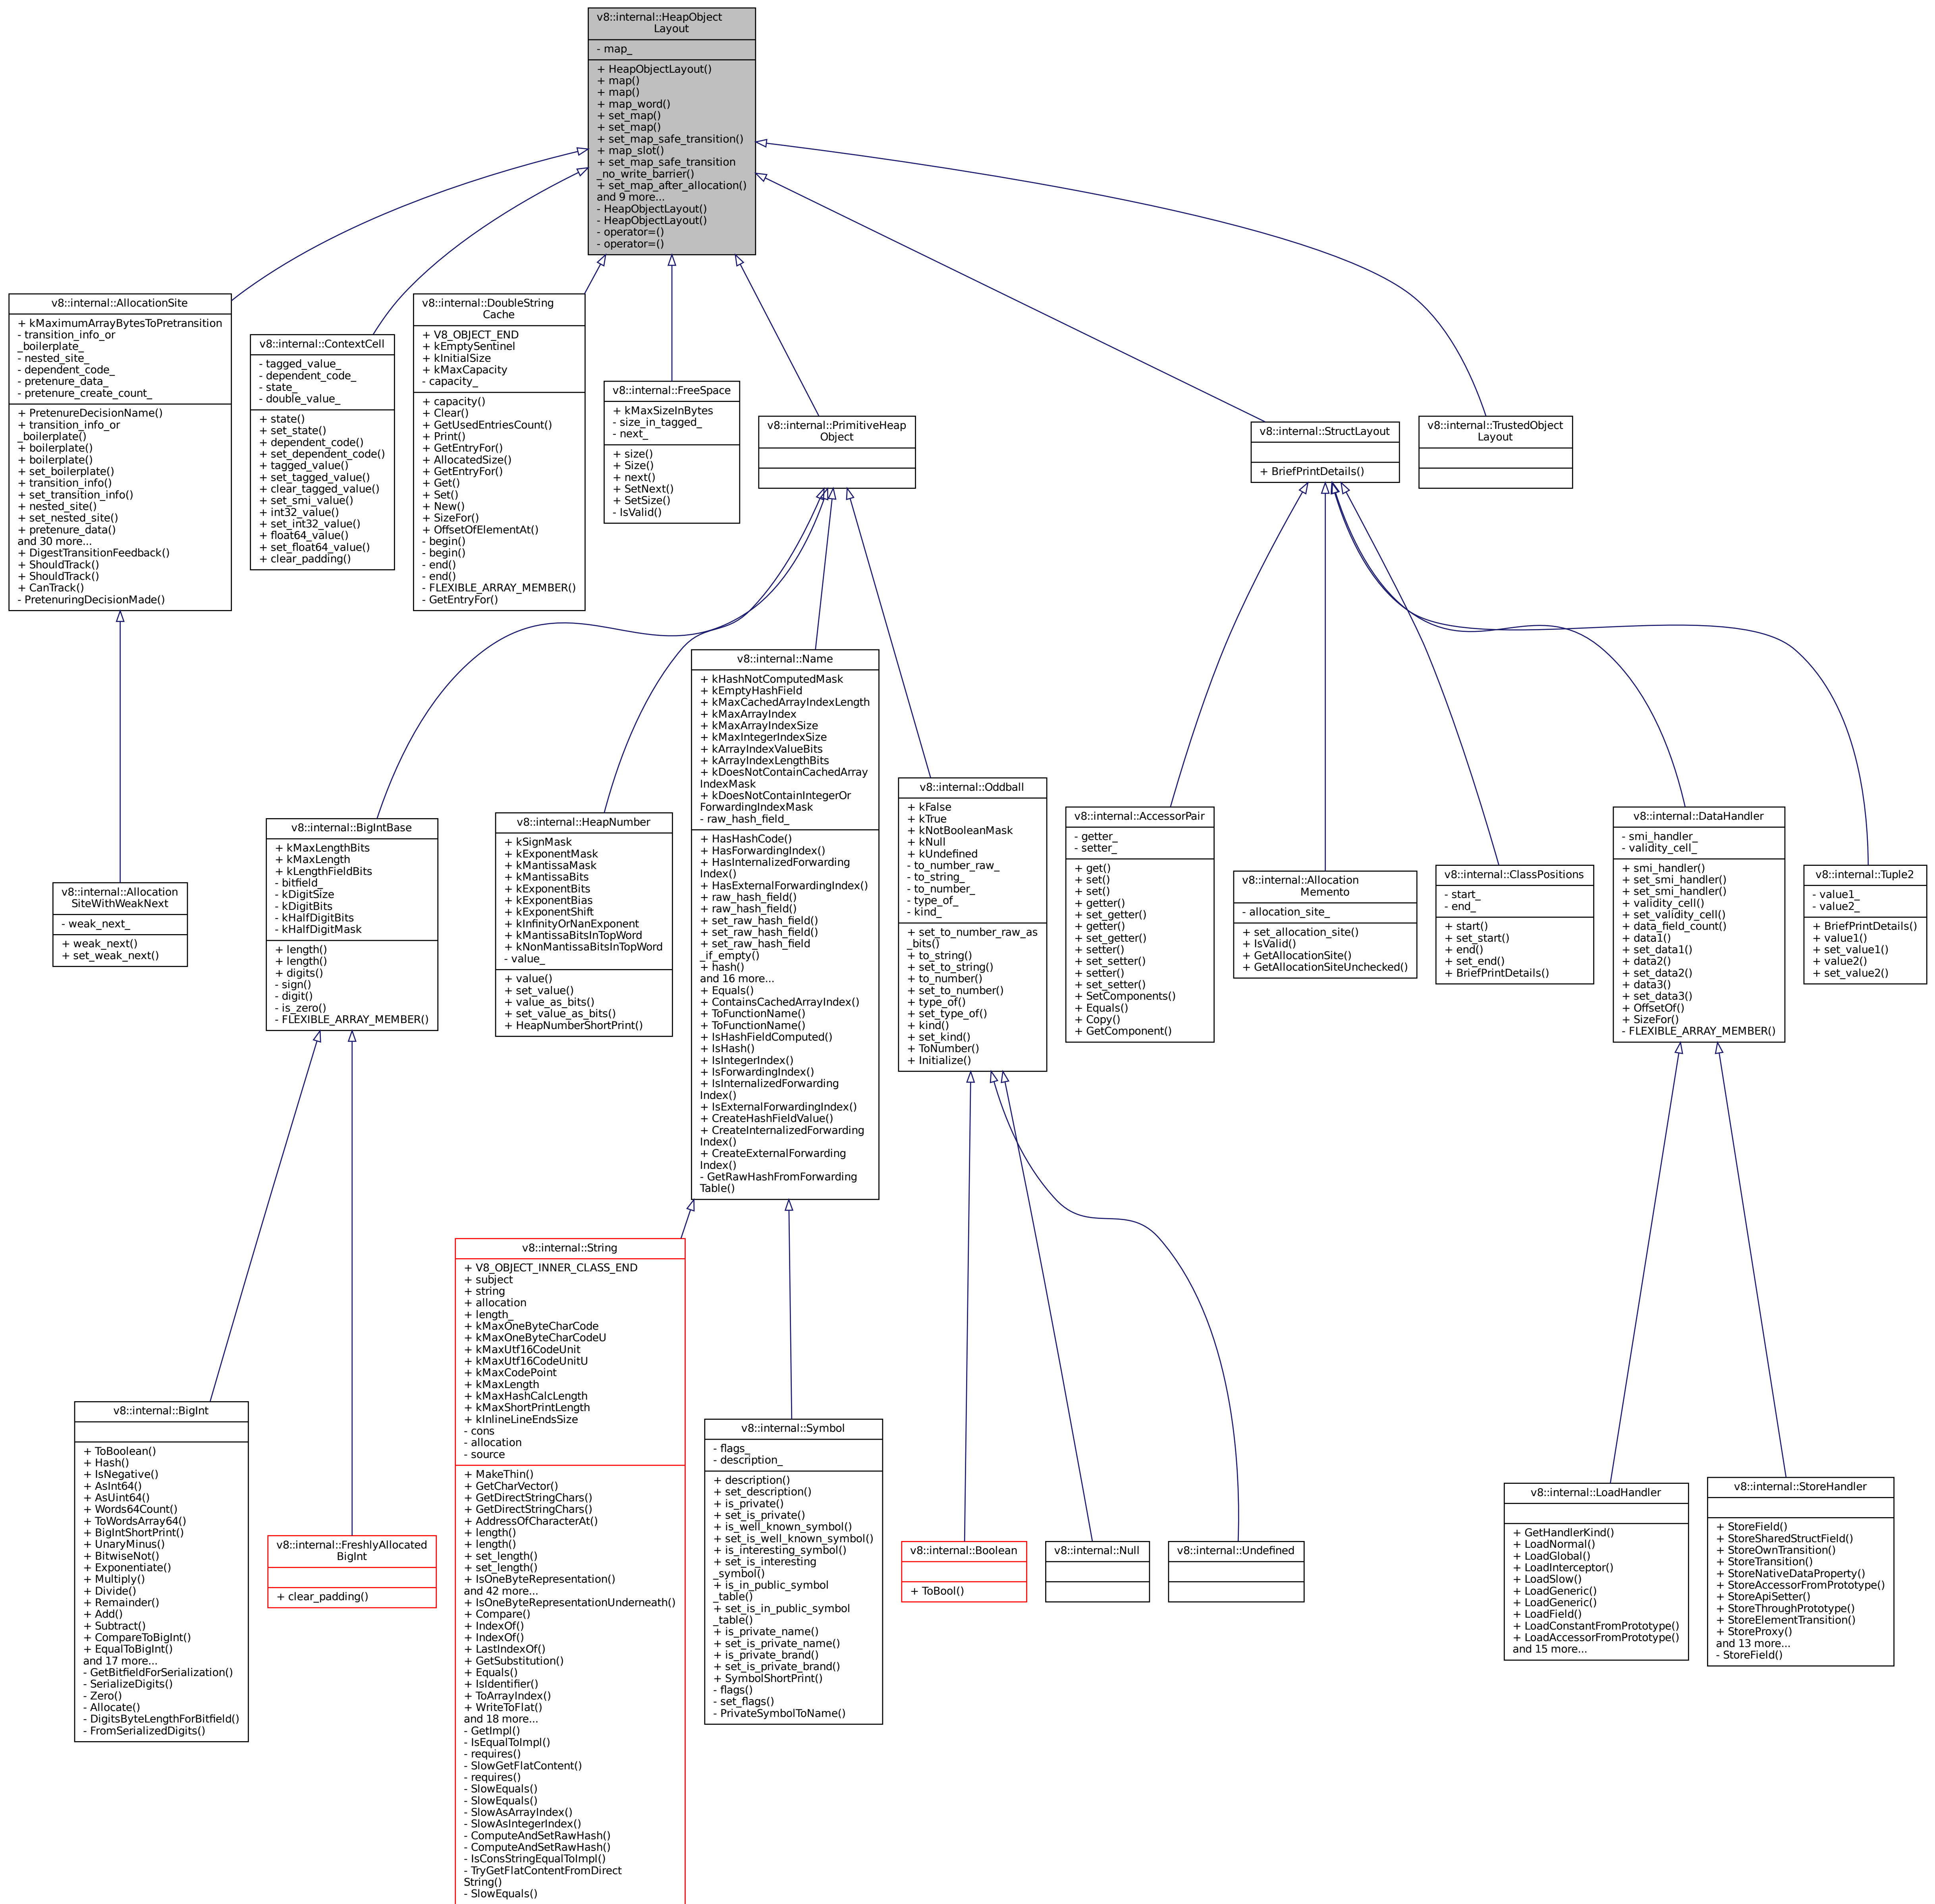 v8::internal::HeapObject
Layout
- map_
+ HeapObjectLayout()
+ map()
+ map()
+ map_word()
+ set_map()
+ set_map()
+ set_map_safe_transition()
+ map_slot()
+ set_map_safe_transition
_no_write_barrier()
+ set_map_after_allocation()
and 9 more...
- HeapObjectLayout()
- HeapObjectLayout()
- operator=()
- operator=()
v8::internal::AllocationSite
+ kMaximumArrayBytesToPretransition
- transition_info_or
_boilerplate_
- nested_site_
- dependent_code_
- pretenure_data_
- pretenure_create_count_
+ PretenureDecisionName()
+ transition_info_or
_boilerplate()
+ boilerplate()
+ boilerplate()
+ set_boilerplate()
+ transition_info()
+ set_transition_info()
+ nested_site()
+ set_nested_site()
+ pretenure_data()
and 30 more...
+ DigestTransitionFeedback()
+ ShouldTrack()
+ ShouldTrack()
+ CanTrack()
- PretenuringDecisionMade()
v8::internal::ContextCell
- tagged_value_
- dependent_code_
- state_
- double_value_
+ state()
+ set_state()
+ dependent_code()
+ set_dependent_code()
+ tagged_value()
+ set_tagged_value()
+ clear_tagged_value()
+ set_smi_value()
+ int32_value()
+ set_int32_value()
+ float64_value()
+ set_float64_value()
+ clear_padding()
v8::internal::DoubleString
Cache
+ V8_OBJECT_END
+ kEmptySentinel
+ kInitialSize
+ kMaxCapacity
- capacity_
+ capacity()
+ Clear()
+ GetUsedEntriesCount()
+ Print()
+ GetEntryFor()
+ AllocatedSize()
+ GetEntryFor()
+ Get()
+ Set()
+ New()
+ SizeFor()
+ OffsetOfElementAt()
- begin()
- begin()
- end()
- end()
- FLEXIBLE_ARRAY_MEMBER()
- GetEntryFor()
v8::internal::FreeSpace
+ kMaxSizeInBytes
- size_in_tagged_
- next_
+ size()
+ Size()
+ next()
+ SetNext()
+ SetSize()
- IsValid()
v8::internal::PrimitiveHeap
Object
v8::internal::StructLayout
+ BriefPrintDetails()
v8::internal::TrustedObject
Layout
v8::internal::Allocation
SiteWithWeakNext
- weak_next_
+ weak_next()
+ set_weak_next()
v8::internal::BigIntBase
+ kMaxLengthBits
+ kMaxLength
+ kLengthFieldBits
- bitfield_
- kDigitSize
- kDigitBits
- kHalfDigitBits
- kHalfDigitMask
+ length()
+ length()
+ digits()
- sign()
- digit()
- is_zero()
- FLEXIBLE_ARRAY_MEMBER()
v8::internal::HeapNumber
+ kSignMask
+ kExponentMask
+ kMantissaMask
+ kMantissaBits
+ kExponentBits
+ kExponentBias
+ kExponentShift
+ kInfinityOrNanExponent
+ kMantissaBitsInTopWord
+ kNonMantissaBitsInTopWord
- value_
+ value()
+ set_value()
+ value_as_bits()
+ set_value_as_bits()
+ HeapNumberShortPrint()
v8::internal::Name
+ kHashNotComputedMask
+ kEmptyHashField
+ kMaxCachedArrayIndexLength
+ kMaxArrayIndex
+ kMaxArrayIndexSize
+ kMaxIntegerIndexSize
+ kArrayIndexValueBits
+ kArrayIndexLengthBits
+ kDoesNotContainCachedArray
IndexMask
+ kDoesNotContainIntegerOr
ForwardingIndexMask
- raw_hash_field_
+ HasHashCode()
+ HasForwardingIndex()
+ HasInternalizedForwarding
Index()
+ HasExternalForwardingIndex()
+ raw_hash_field()
+ raw_hash_field()
+ set_raw_hash_field()
+ set_raw_hash_field()
+ set_raw_hash_field
_if_empty()
+ hash()
and 16 more...
+ Equals()
+ ContainsCachedArrayIndex()
+ ToFunctionName()
+ ToFunctionName()
+ IsHashFieldComputed()
+ IsHash()
+ IsIntegerIndex()
+ IsForwardingIndex()
+ IsInternalizedForwarding
Index()
+ IsExternalForwardingIndex()
+ CreateHashFieldValue()
+ CreateInternalizedForwarding
Index()
+ CreateExternalForwarding
Index()
- GetRawHashFromForwarding
Table()
v8::internal::Oddball
+ kFalse
+ kTrue
+ kNotBooleanMask
+ kNull
+ kUndefined
- to_number_raw_
- to_string_
- to_number_
- type_of_
- kind_
+ set_to_number_raw_as
_bits()
+ to_string()
+ set_to_string()
+ to_number()
+ set_to_number()
+ type_of()
+ set_type_of()
+ kind()
+ set_kind()
+ ToNumber()
+ Initialize()
v8::internal::AccessorPair
- getter_
- setter_
+ get()
+ set()
+ set()
+ getter()
+ set_getter()
+ getter()
+ set_getter()
+ setter()
+ set_setter()
+ setter()
+ set_setter()
+ SetComponents()
+ Equals()
+ Copy()
+ GetComponent()
v8::internal::Allocation
Memento
- allocation_site_
+ set_allocation_site()
+ IsValid()
+ GetAllocationSite()
+ GetAllocationSiteUnchecked()
v8::internal::ClassPositions
- start_
- end_
+ start()
+ set_start()
+ end()
+ set_end()
+ BriefPrintDetails()
v8::internal::DataHandler
- smi_handler_
- validity_cell_
+ smi_handler()
+ set_smi_handler()
+ set_smi_handler()
+ validity_cell()
+ set_validity_cell()
+ data_field_count()
+ data1()
+ set_data1()
+ data2()
+ set_data2()
+ data3()
+ set_data3()
+ OffsetOf()
+ SizeFor()
- FLEXIBLE_ARRAY_MEMBER()
v8::internal::Tuple2
- value1_
- value2_
+ BriefPrintDetails()
+ value1()
+ set_value1()
+ value2()
+ set_value2()
v8::internal::BigInt
+ ToBoolean()
+ Hash()
+ IsNegative()
+ AsInt64()
+ AsUint64()
+ Words64Count()
+ ToWordsArray64()
+ BigIntShortPrint()
+ UnaryMinus()
+ BitwiseNot()
+ Exponentiate()
+ Multiply()
+ Divide()
+ Remainder()
+ Add()
+ Subtract()
+ CompareToBigInt()
+ EqualToBigInt()
and 17 more...
- GetBitfieldForSerialization()
- SerializeDigits()
- Zero()
- Allocate()
- DigitsByteLengthForBitfield()
- FromSerializedDigits()
v8::internal::FreshlyAllocated
BigInt
+ clear_padding()
v8::internal::String
+ V8_OBJECT_INNER_CLASS_END
+ subject
+ string
+ allocation
+ length_
+ kMaxOneByteCharCode
+ kMaxOneByteCharCodeU
+ kMaxUtf16CodeUnit
+ kMaxUtf16CodeUnitU
+ kMaxCodePoint
+ kMaxLength
+ kMaxHashCalcLength
+ kMaxShortPrintLength
+ kInlineLineEndsSize
- cons
- allocation
- source
+ MakeThin()
+ GetCharVector()
+ GetDirectStringChars()
+ GetDirectStringChars()
+ AddressOfCharacterAt()
+ length()
+ length()
+ set_length()
+ set_length()
+ IsOneByteRepresentation()
and 42 more...
+ IsOneByteRepresentationUnderneath()
+ Compare()
+ IndexOf()
+ IndexOf()
+ LastIndexOf()
+ GetSubstitution()
+ Equals()
+ IsIdentifier()
+ ToArrayIndex()
+ WriteToFlat()
and 18 more...
- GetImpl()
- IsEqualToImpl()
- requires()
- SlowGetFlatContent()
- requires()
- SlowEquals()
- SlowEquals()
- SlowAsArrayIndex()
- SlowAsIntegerIndex()
- ComputeAndSetRawHash()
- ComputeAndSetRawHash()
- IsConsStringEqualToImpl()
- TryGetFlatContentFromDirect
String()
- SlowEquals()
v8::internal::Symbol
- flags_
- description_
+ description()
+ set_description()
+ is_private()
+ set_is_private()
+ is_well_known_symbol()
+ set_is_well_known_symbol()
+ is_interesting_symbol()
+ set_is_interesting
_symbol()
+ is_in_public_symbol
_table()
+ set_is_in_public_symbol
_table()
+ is_private_name()
+ set_is_private_name()
+ is_private_brand()
+ set_is_private_brand()
+ SymbolShortPrint()
- flags()
- set_flags()
- PrivateSymbolToName()
v8::internal::Boolean
+ ToBool()
v8::internal::Null
v8::internal::Undefined
v8::internal::LoadHandler
+ GetHandlerKind()
+ LoadNormal()
+ LoadGlobal()
+ LoadInterceptor()
+ LoadSlow()
+ LoadGeneric()
+ LoadGeneric()
+ LoadField()
+ LoadConstantFromPrototype()
+ LoadAccessorFromPrototype()
and 15 more...
v8::internal::StoreHandler
+ StoreField()
+ StoreSharedStructField()
+ StoreOwnTransition()
+ StoreTransition()
+ StoreNativeDataProperty()
+ StoreAccessorFromPrototype()
+ StoreApiSetter()
+ StoreThroughPrototype()
+ StoreElementTransition()
+ StoreProxy()
and 13 more...
- StoreField()